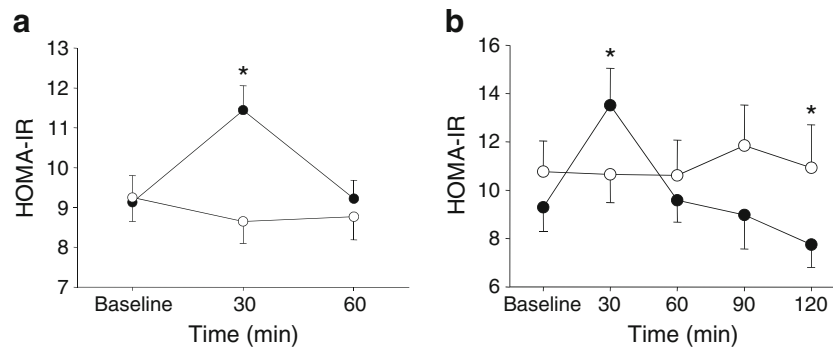 a
13
12
11
10
9
8
7
HOMA-IR
*
Baseline 30 60
Time (min)
b
16
14
12
10
8
6
HOMA-IR
*
*
Baseline 30 60 90 120
Time (min)